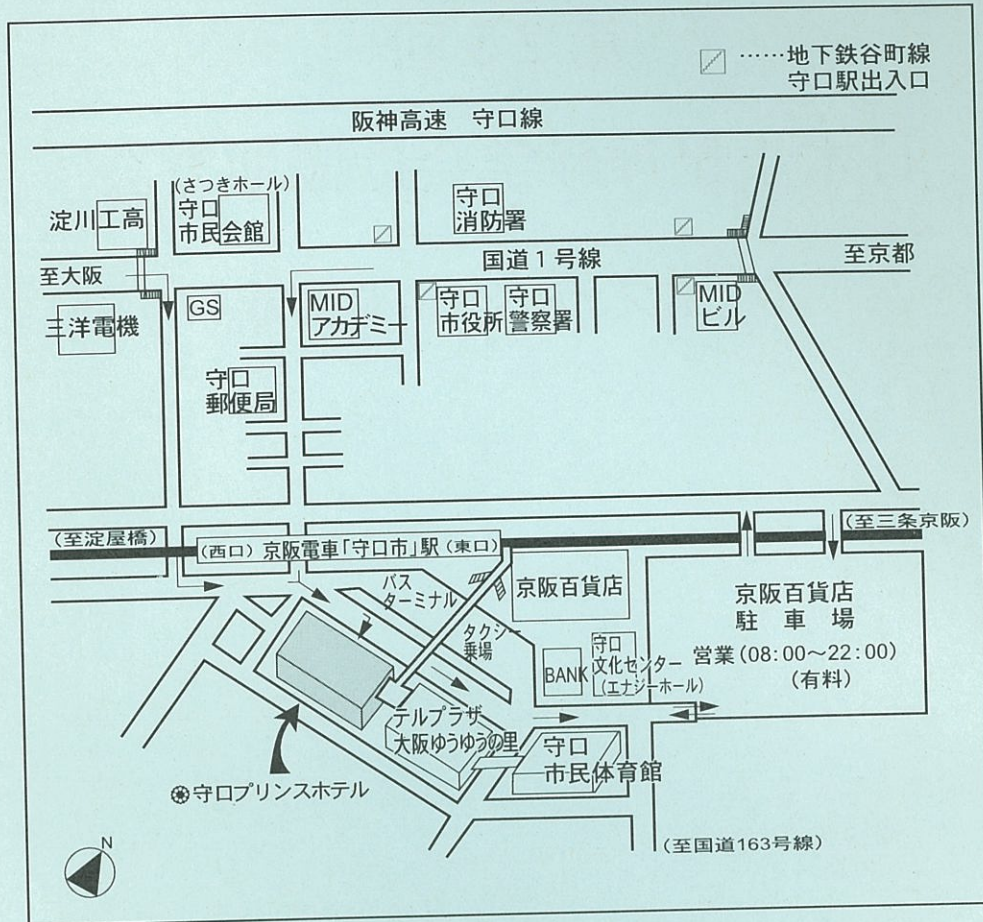 ……地下鉄谷町線
守口駅出入口
阪神高速 守口線
淀川工高
(さつきホール)
守口
市民会館
守口
消防署
国道1号線
至大阪
至京都
三洋電機
GS
MID
アカデミー
守口
市役所
守口
警察署
MID
ビル
守口
郵便局
(至淀屋橋)
(西口) 京阪電車「守口市」駅 (東口)
(至三条京阪)
バス
ターミナル
京阪百貨店
京阪百貨店
駐車場
営業(08:00〜22:00)
(有料)
タクシー
乗場
BANK
守口
文化センター
(エナジーホール)
テルプラザ
大阪ゆうゆうの里
守口
市民体育館
守口プリンスホテル
(至国道163号線)
N